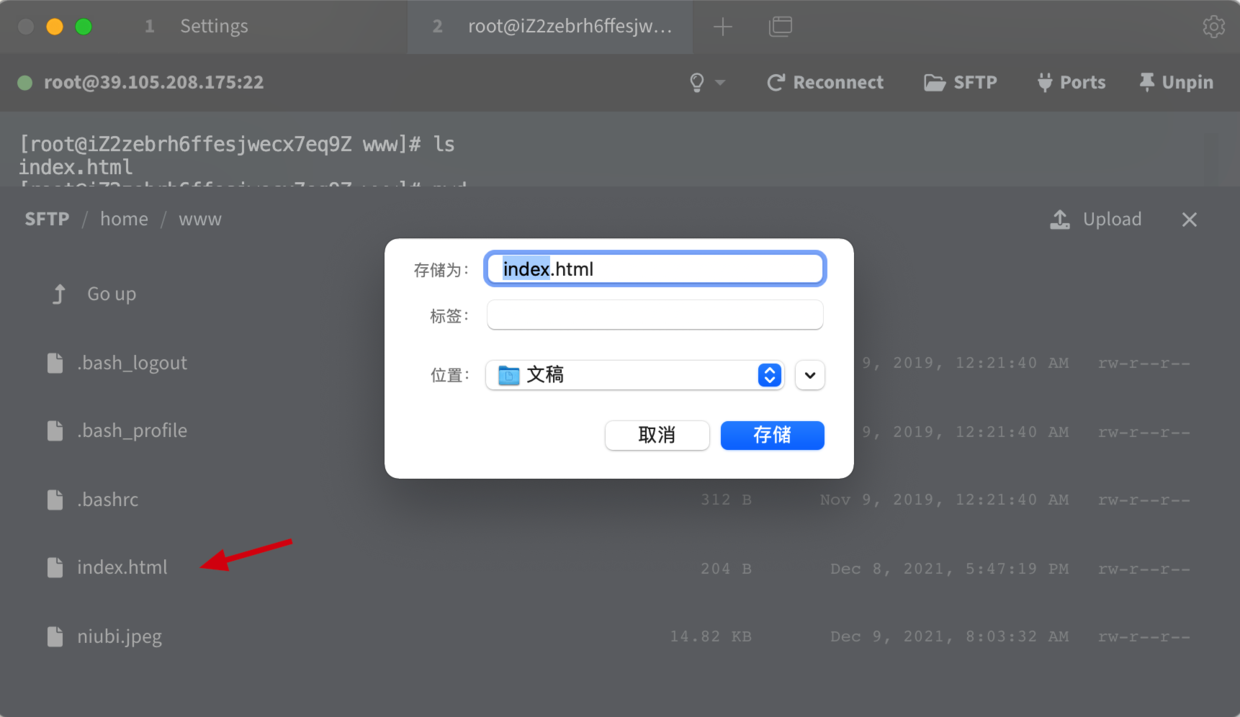 1 Settings 2 root@iZ2zebrh6ffesjw...
root@39.105.208.175:22 Reconnect SFTP Ports Unpin
[root@iZ2zebrh6ffesjwecx7eq9Z www]# ls
index.html
SFTP / home / www Upload
存储为: index.html
标签:
位置: 文稿
取消 存储
Go up
.bash_logout 9, 2019, 12:21:40 AM rw-r--r--
.bash_profile 9, 2019, 12:21:40 AM rw-r--r--
.bashrc 312 B Nov 9, 2019, 12:21:40 AM rw-r--r--
index.html 204 B Dec 8, 2021, 5:47:19 PM rw-r--r--
niubi.jpeg 14.82 KB Dec 9, 2021, 8:03:32 AM rw-r--r--